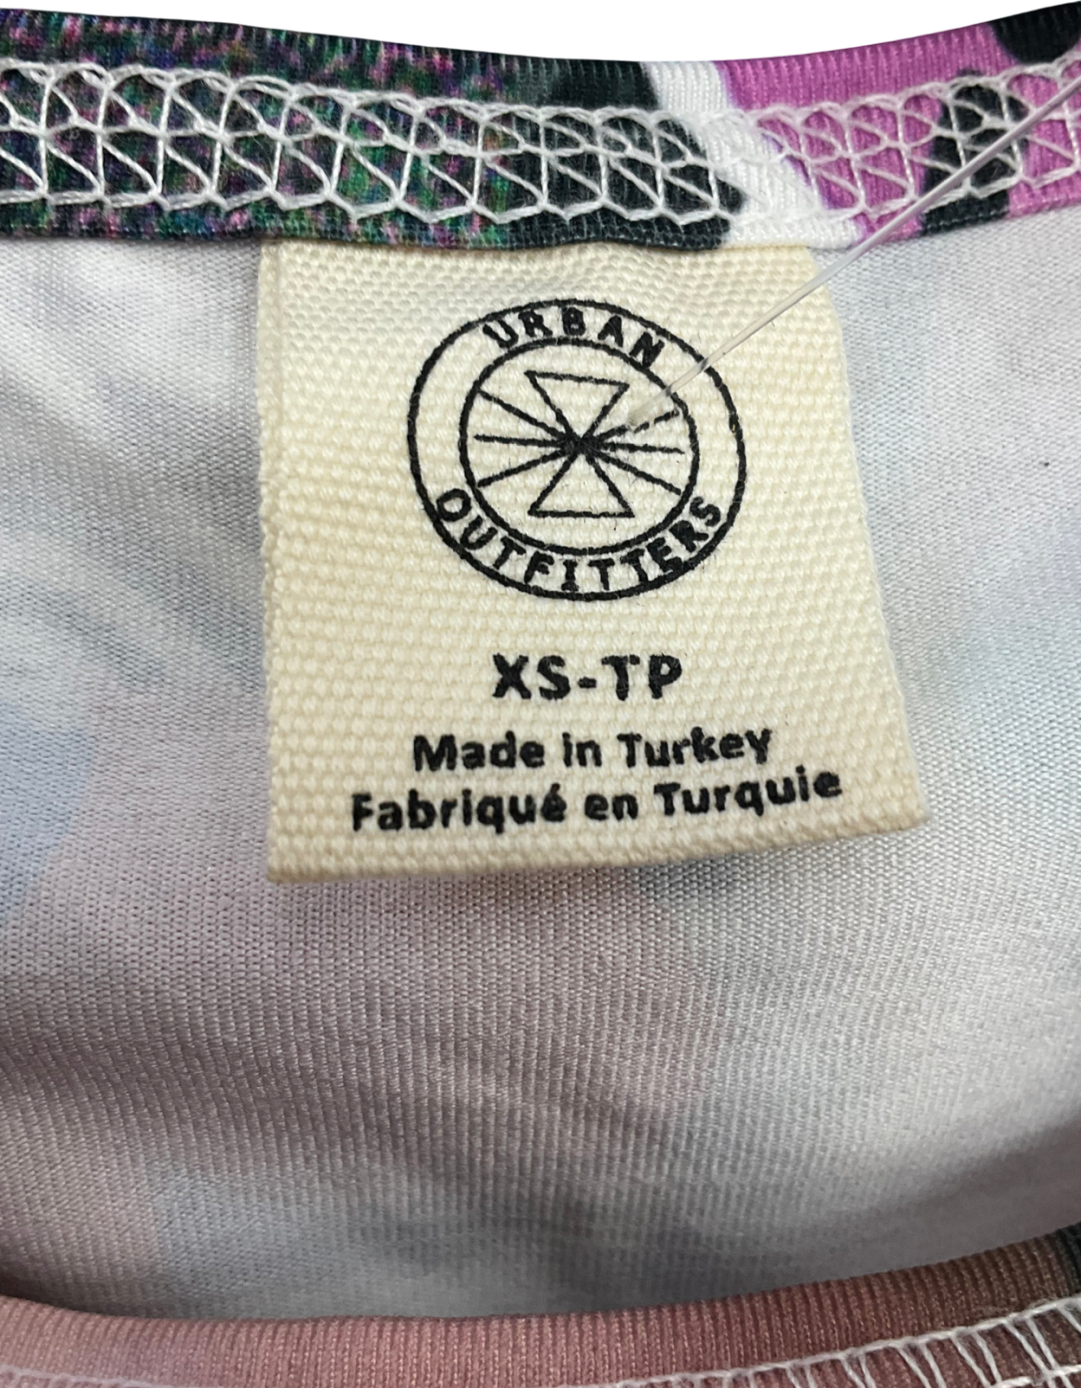 URBAN
OUTFITTERS
XS-TP
Made in Turkey
Fabriqué en Turquie